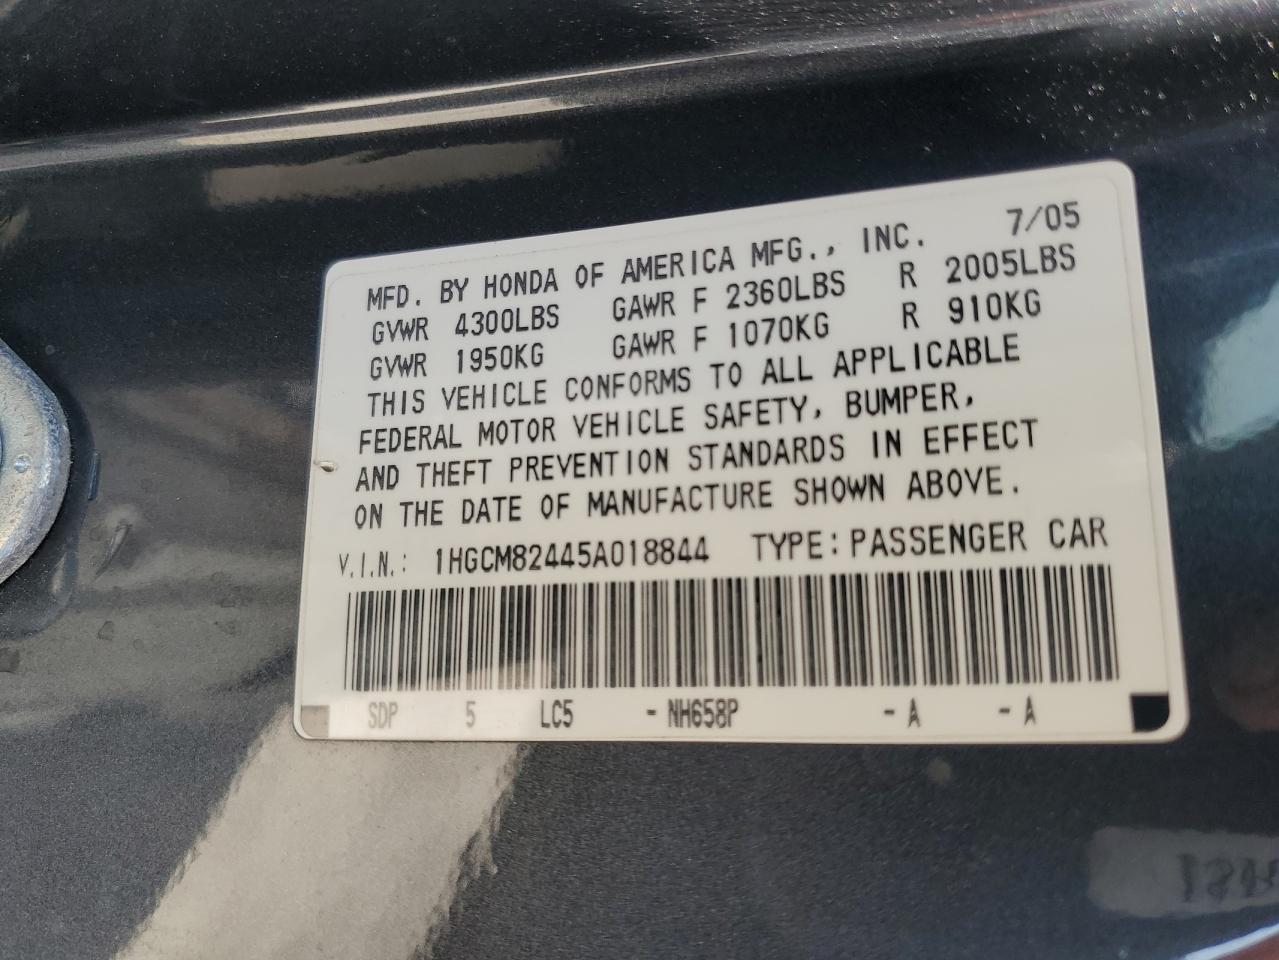 MFD. BY HONDA OF AMERICA MFG., INC. 7/05
GVWR 4300LBS GAWR F 2360LBS R 2005LBS
GVWR 1950KG GAWR F 1070KG R 910KG
THIS VEHICLE CONFORMS TO ALL APPLICABLE
FEDERAL MOTOR VEHICLE SAFETY, BUMPER,
AND THEFT PREVENTION STANDARDS IN EFFECT
ON THE DATE OF MANUFACTURE SHOWN ABOVE.
V.I.N.: 1HGCM82445A018844 TYPE:PASSENGER CAR
SDP 5 LC5 -NH658P -A -A